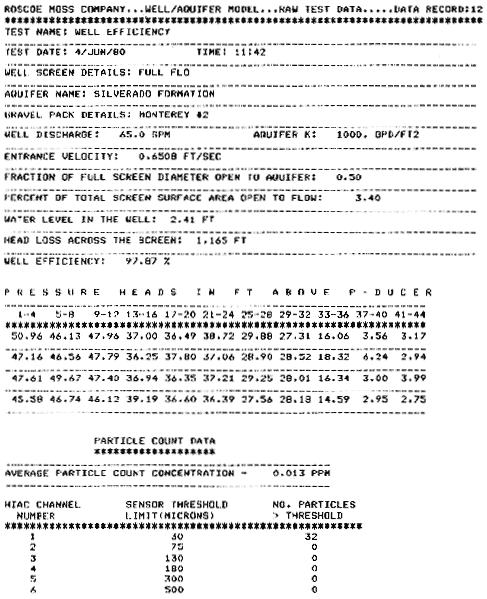 ROSCOE MOSS COMPANY...WELL/AQUIFER MODEL...RAW TEST DATA.....DATA RECORD:12
TEST NAME: WELL EFFICIENCY
TEST DATE: 4/JUN/80 TIME: 11:42
WELL SCREEN DETAILS: FULL FLO
AQUIFER NAME: SILVERADO FORMATION
GRAVEL PACK DETAILS: MONTEREY #2
WELL DISCHARGE: 65.0 GPM AQUIFER K: 1000. GPD/FT2
ENTRANCE VELOCITY: 0.6508 FT/SEC
FRACTION OF FULL SCREEN DIAMETER OPEN TO AQUIFER: 0.50
PERCENT OF TOTAL SCREEN SURFACE AREA OPEN TO FLOW: 3.40
WATER LEVEL IN THE WELL: 2.41 FT
HEAD LOSS ACROSS THE SCREEN: 1.165 FT
WELL EFFICIENCY: 97.87 %
P R E S S U R E H E A D S I N F T A B O V E P - D U C E R
1-4 5-8 9-12 13-16 17-20 21-24 25-28 29-32 33-36 37-40 41-44
************************************************************
50.96 46.13 47.96 37.00 36.49 38.72 29.88 27.31 16.06 3.56 3.17
47.16 46.56 47.79 36.25 37.80 37.06 28.90 28.52 18.32 6.24 2.94
47.61 49.67 47.40 36.94 36.35 37.21 29.25 28.01 16.34 3.00 3.99
45.58 46.74 46.12 39.19 36.60 36.39 27.56 28.18 14.59 2.95 2.75
PARTICLE COUNT DATA
*******************
AVERAGE PARTICLE COUNT CONCENTRATION - 0.013 PPM
HIAC CHANNEL SENSOR THRESHOLD NO. PARTICLES
NUMBER LIMIT(MICRONS) > THRESHOLD
************************************************
1 30 32
2 75 0
3 130 0
4 180 0
5 300 0
6 500 0